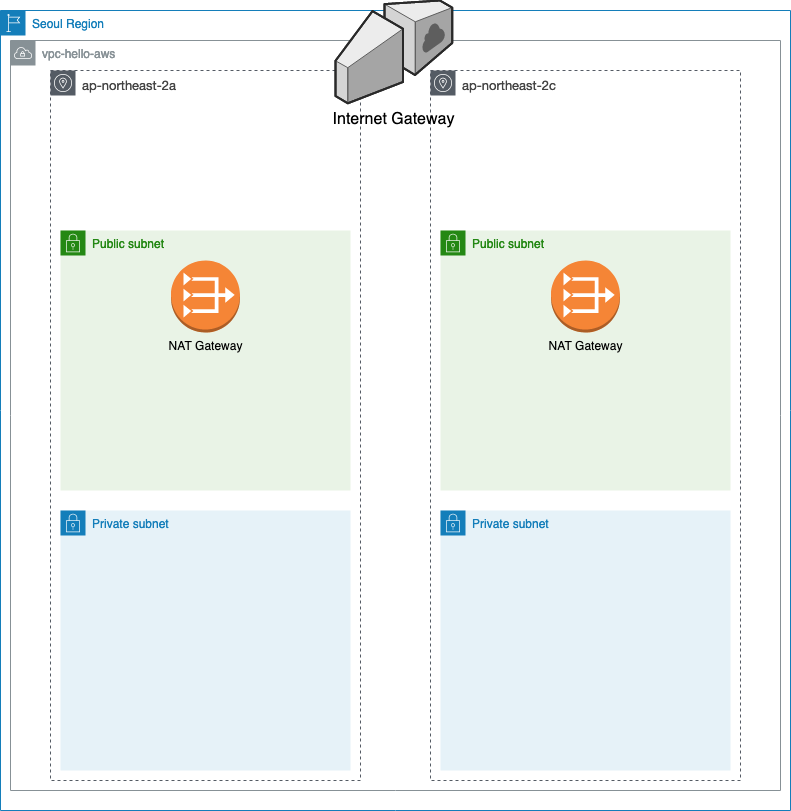 Seoul Region
vpc-hello-aws
ap-northeast-2a
ap-northeast-2c
Internet Gateway
Public subnet
Public subnet
NAT Gateway
NAT Gateway
Private subnet
Private subnet